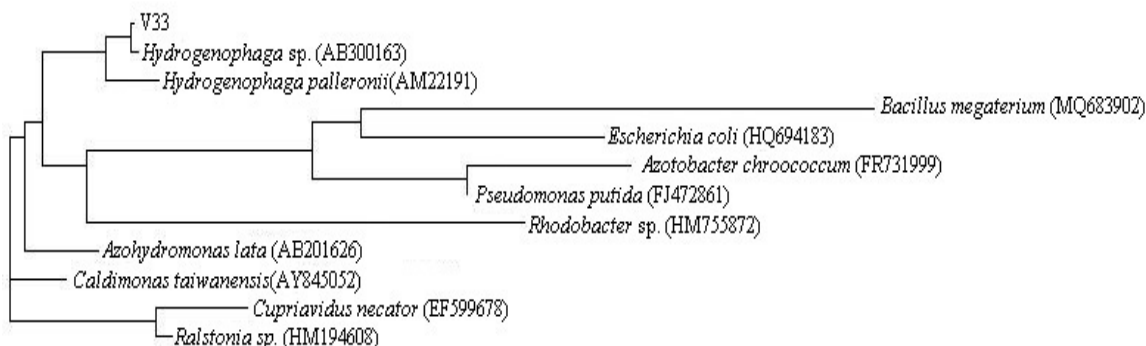 V33
Hydrogenophaga sp. (AB300163)
Hydrogenophaga palleronii(AM22191)
Bacillus megaterium (MQ683902)
Escherichia coli (HQ694183)
Azotobacter chroococcum (FR731999)
Pseudomonas putida (FJ472861)
Rhodobacter sp. (HM755872)
Azohydromonas lata (AB201626)
Caldimonas taiwanensis(AY845052)
Cupriavidus necator (EF599678)
Ralstonia sp. (HM194608)